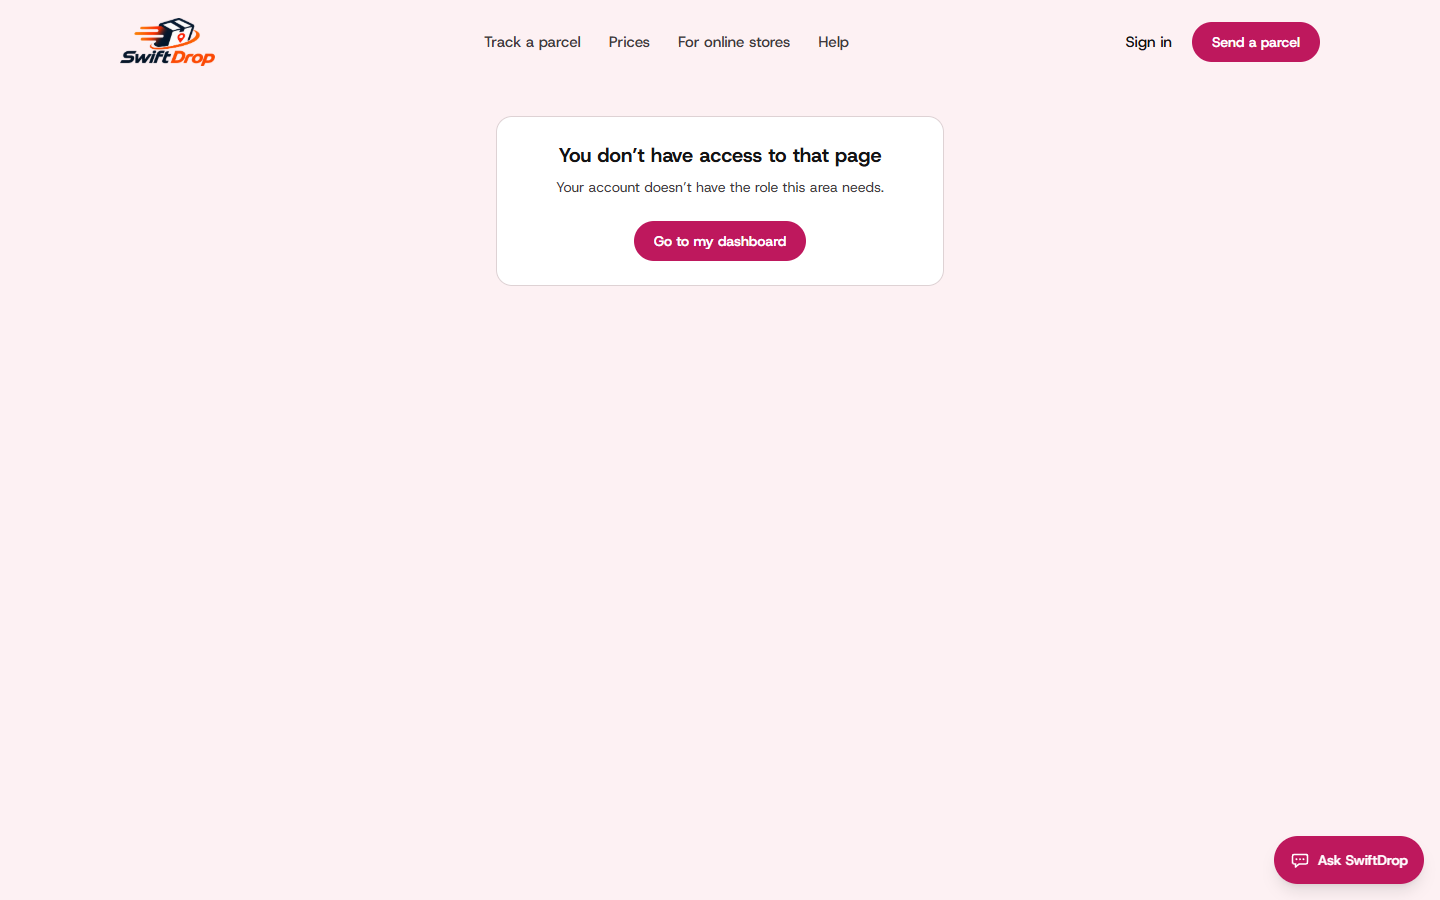 SwiftDrop
Track a parcel
Prices
For online stores
Help
Sign in
Send a parcel
You don’t have access to that page
Your account doesn’t have the role this area needs.
Go to my dashboard
Ask SwiftDrop